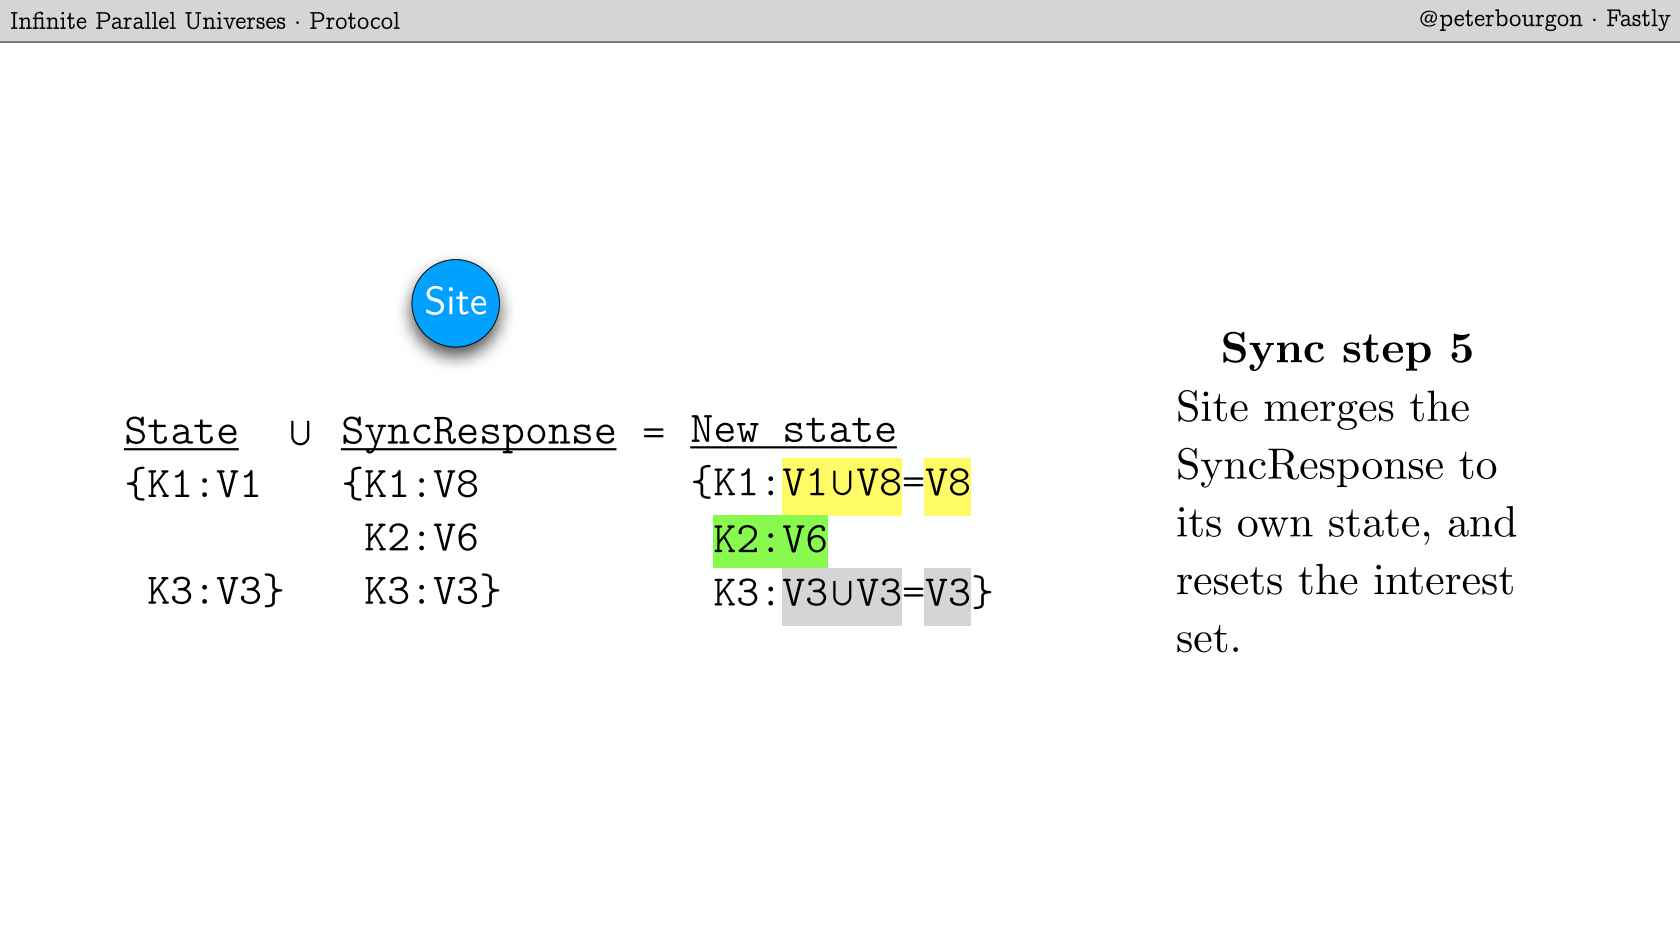 Infinite Parallel Universes · Protocol
@peterbourgon · Fastly
Site
State ∪ SyncResponse = New state
{K1:V1 {K1:V8 {K1:V1∪V8=V8
K2:V6 K2:V6
K3:V3} K3:V3} K3:V3∪V3=V3}
Sync step 5
Site merges the
SyncResponse to
its own state, and
resets the interest
set.